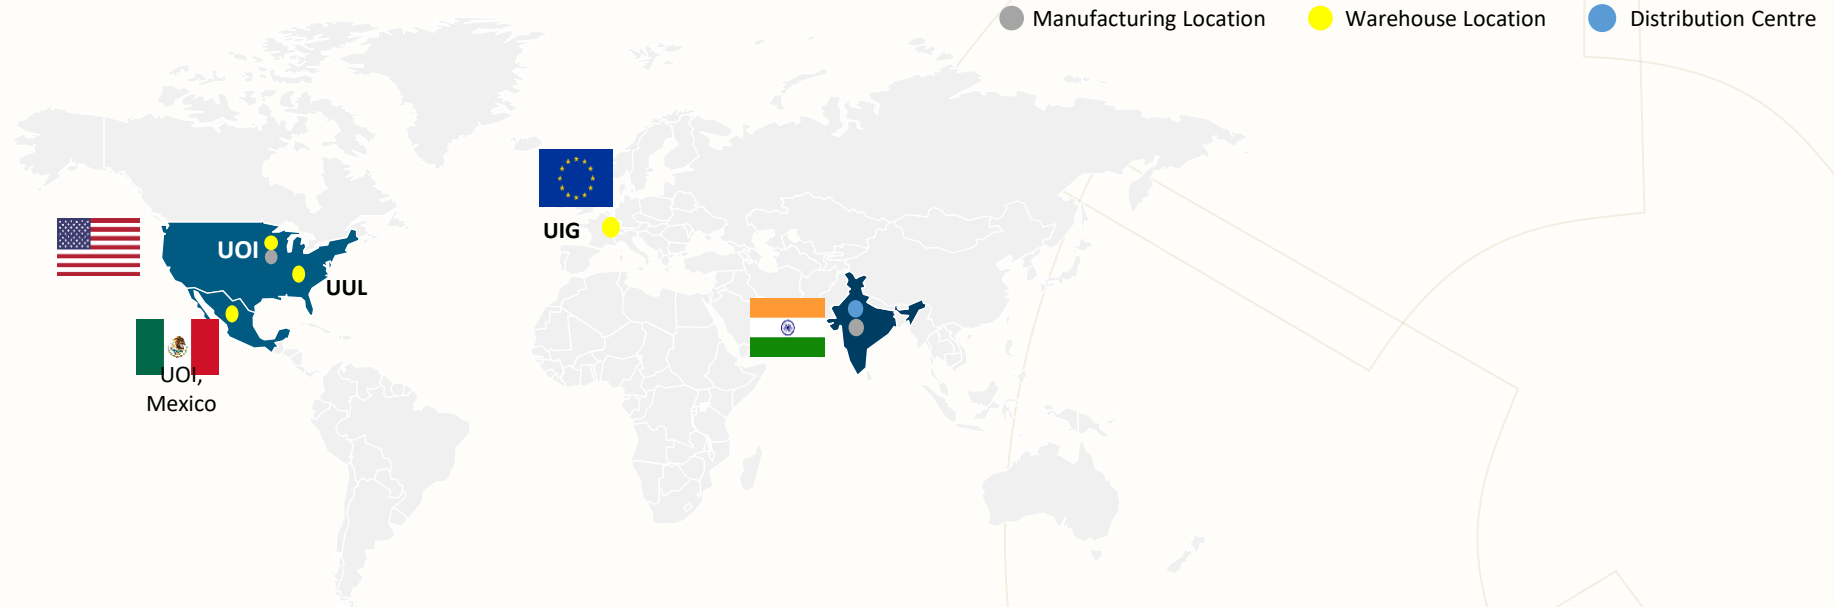 Manufacturing Location
Warehouse Location
Distribution Centre
UIG
UOI
UUL
UOI,
Mexico